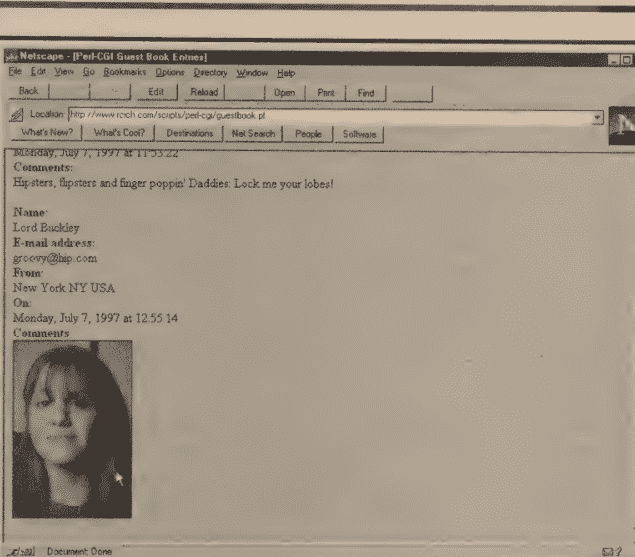 Netscape - [Perl-CGI Guest Book Entries]
File Edit View Go Bookmarks Options Directory Window Help
Back Edit Reload Open Print Find
Location: http://www.rcich.com/scripts/perl-cgi/guestbook.pl
What's New? What's Cool? Destinations Net Search People Software
Monday, July 7, 1997 at 11:53:22
Comments:
Hipsters, flipsters and finger poppin' Daddies: Lock me your lobes!
Name:
Lord Buckley
E-mail address:
groovy@hip.com
From:
New York NY USA
On:
Monday, July 7, 1997 at 12:55:14
Comments
N
Document: Done